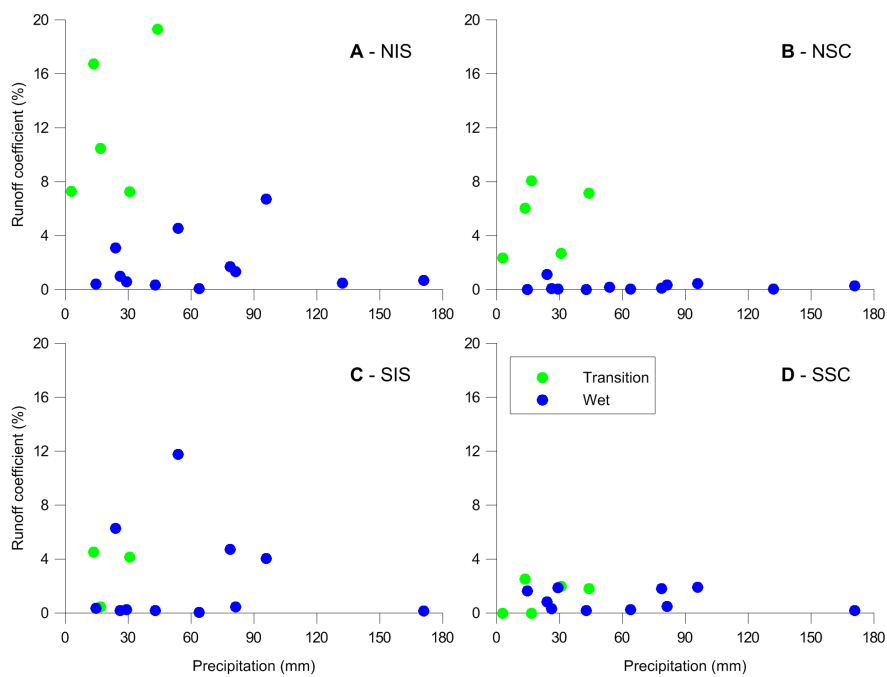 20
16
12
8
4
0
Runoff coefficient (%)
A - NIS
0 30 60 90 120 150 180
20
16
12
8
4
0
B - NSC
0 30 60 90 120 150 180
20
16
12
8
4
0
Runoff coefficient (%)
C - SIS
0 30 60 90 120 150 180
Precipitation (mm)
20
16
12
8
4
0
Transition
Wet
D - SSC
0 30 60 90 120 150 180
Precipitation (mm)